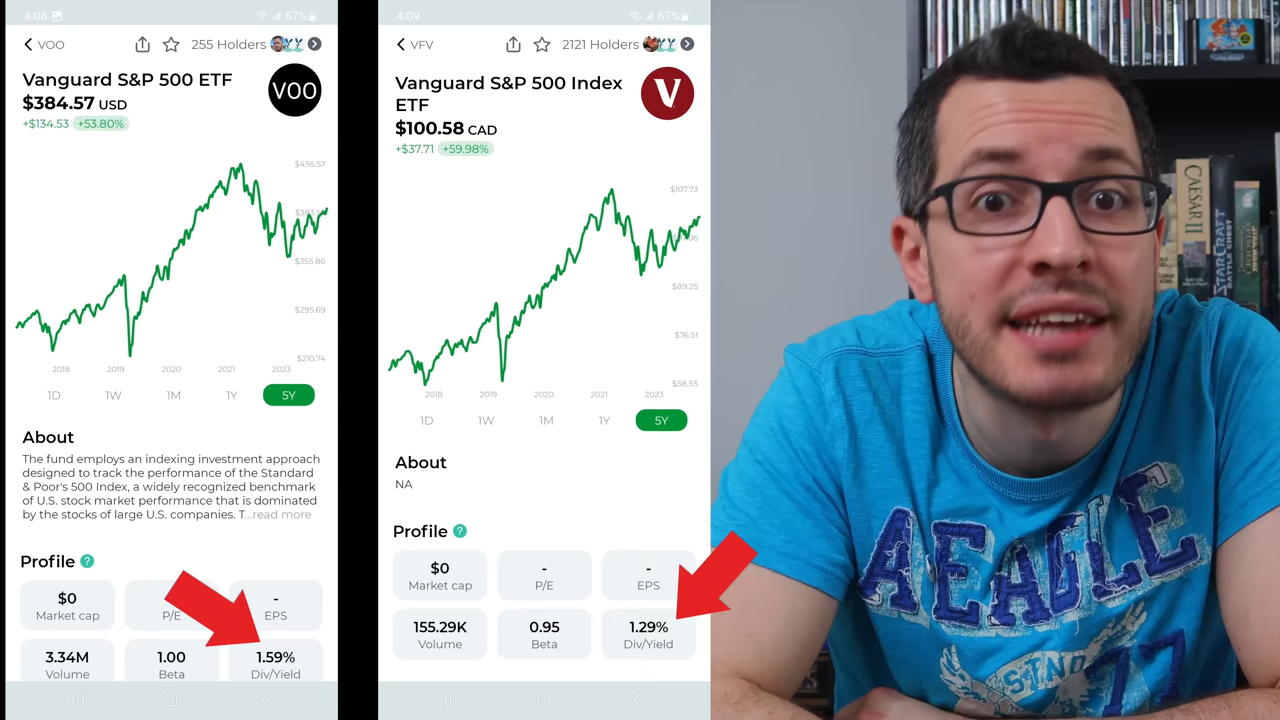 4:08
67%
VOO
255 Holders
Vanguard S&P 500 ETF
$384.57 USD
VOO
+$134.53 +53.80%
$436.57
$355.86
$295.69
$210.74
2018 2019 2020 2021 2023
1D 1W 1M 1Y 5Y
About
The fund employs an indexing investment approach
designed to track the performance of the Standard
& Poor's 500 Index, a widely recognized benchmark
of U.S. stock market performance that is dominated
by the stocks of large U.S. companies. T...read more
Profile ?
$0
Market cap
P/E
-
EPS
3.34M
Volume
1.00
Beta
1.59%
Div/Yield
4:09
67%
VFV
2121 Holders
Vanguard S&P 500 Index
ETF
V
$100.58 CAD
+$37.71 +59.98%
$107.73
$89.25
$76.51
$58.55
2018 2019 2020 2021 2023
1D 1W 1M 1Y 5Y
About
NA
Profile ?
$0
Market cap
-
P/E
-
EPS
155.29K
Volume
0.95
Beta
1.29%
Div/Yield
CAESAR II
STARCRAFT
BATTLE CHEST
AEAGLE
77